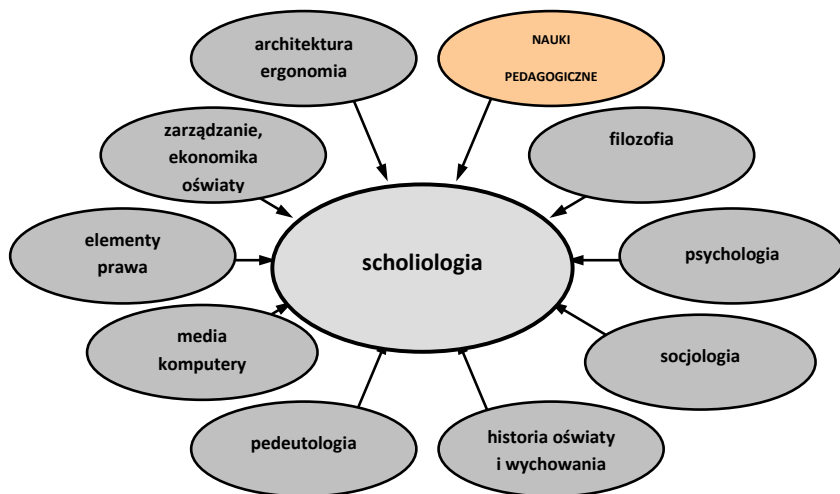 architektura
ergonomia
NAUKI
PEDAGOGICZNE
zarządzanie,
ekonomika
oświaty
filozofia
elementy
prawa
scholiologia
psychologia
media
komputery
socjologia
pedeutologia
historia oświaty
i wychowania